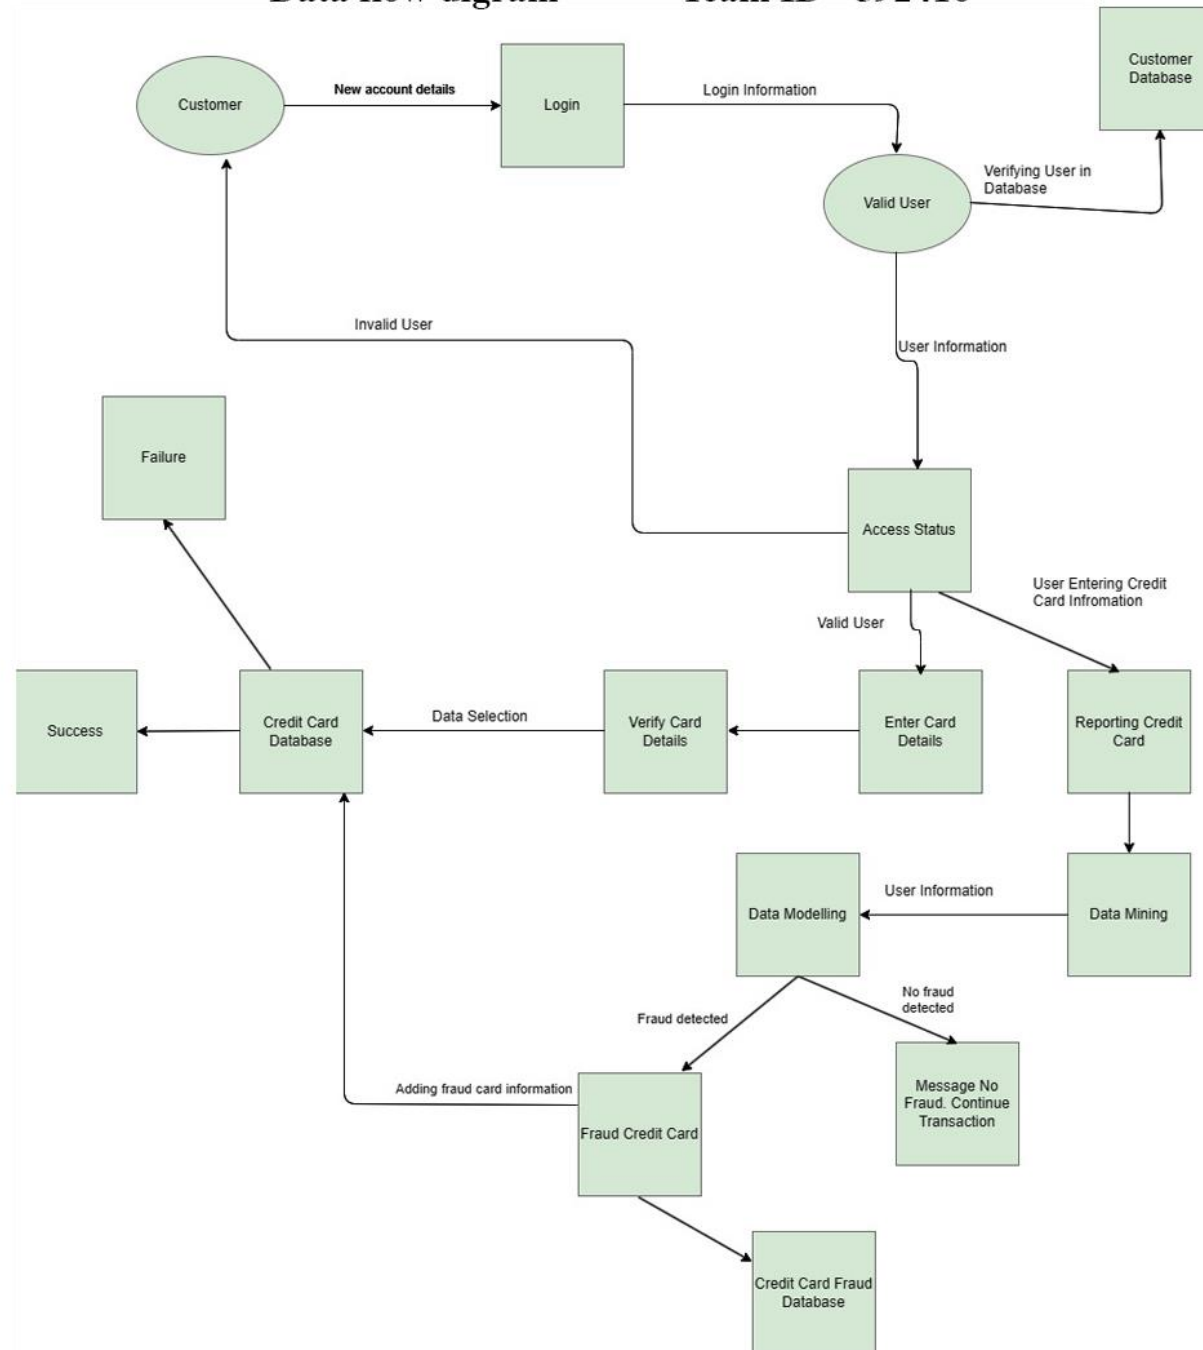 Data flow digram
Customer
New account details
Login
Login Information
Customer
Database
Verifying User in
Database
Valid User
Invalid User
User Information
Failure
Access Status
User Entering Credit
Card Infromation
Valid User
Success
Credit Card
Database
Data Selection
Verify Card
Details
Enter Card
Details
Reporting Credit
Card
Data Modelling
User Information
Data Mining
No fraud
detected
Fraud detected
Adding fraud card information
Fraud Credit Card
Message No
Fraud. Continue
Transaction
Credit Card Fraud
Database